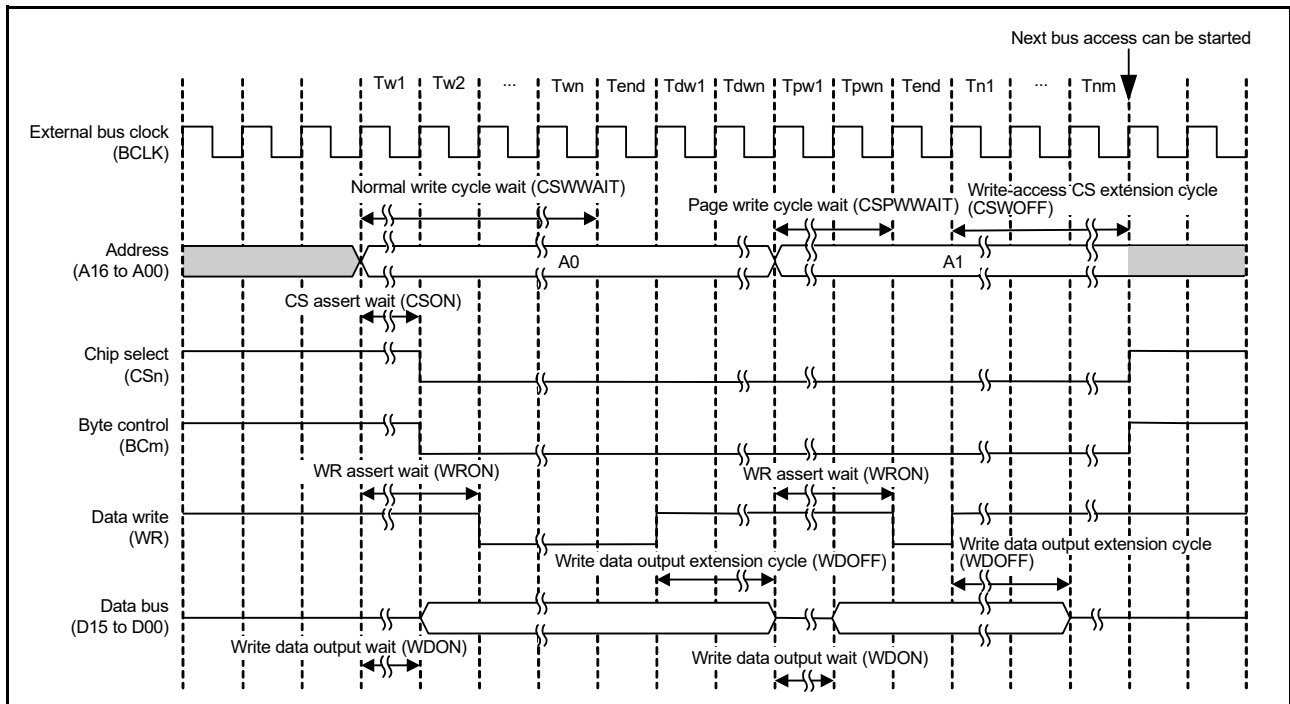 Next bus access can be started
Tw1 Tw2 ... Twn Tend Tdw1 Tdwn Tpw1 Tpwn Tend Tn1 ... Tnm
External bus clock
(BCLK)
Normal write cycle wait (CSWWAIT)
Write-access CS extension cycle
(CSWOFF)
Page write cycle wait (CSPWWAIT)
Address
(A16 to A00)
A0
A1
CS assert wait (CSON)
Chip select
(CSn)
Byte control
(BCm)
WR assert wait (WRON)
WR assert wait (WRON)
Data write
(WR)
Write data output extension cycle (WDOFF)
Write data output extension cycle
(WDOFF)
Data bus
(D15 to D00)
Write data output wait (WDON)
Write data output wait (WDON)